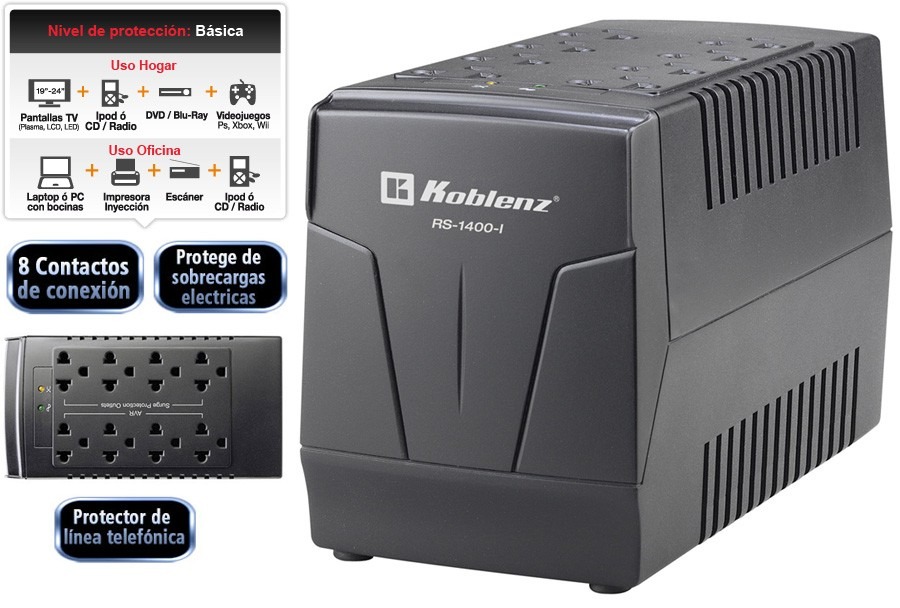 Nivel de protección: Básica
Uso Hogar
19"-24"
Pantallas TV
(Plasma, LCD, LED)
Ipod ó
CD / Radio
DVD / Blu-Ray
Videojuegos
Ps, Xbox, Wii
Uso Oficina
Laptop ó PC
con bocinas
Impresora
Inyección
Escáner
Ipod ó
CD / Radio
8 Contactos
de conexión
Protege de
sobrecargas
electricas
Surge Protection Outlets
AVR
Protector de
línea telefónica
Koblenz®
RS-1400-I